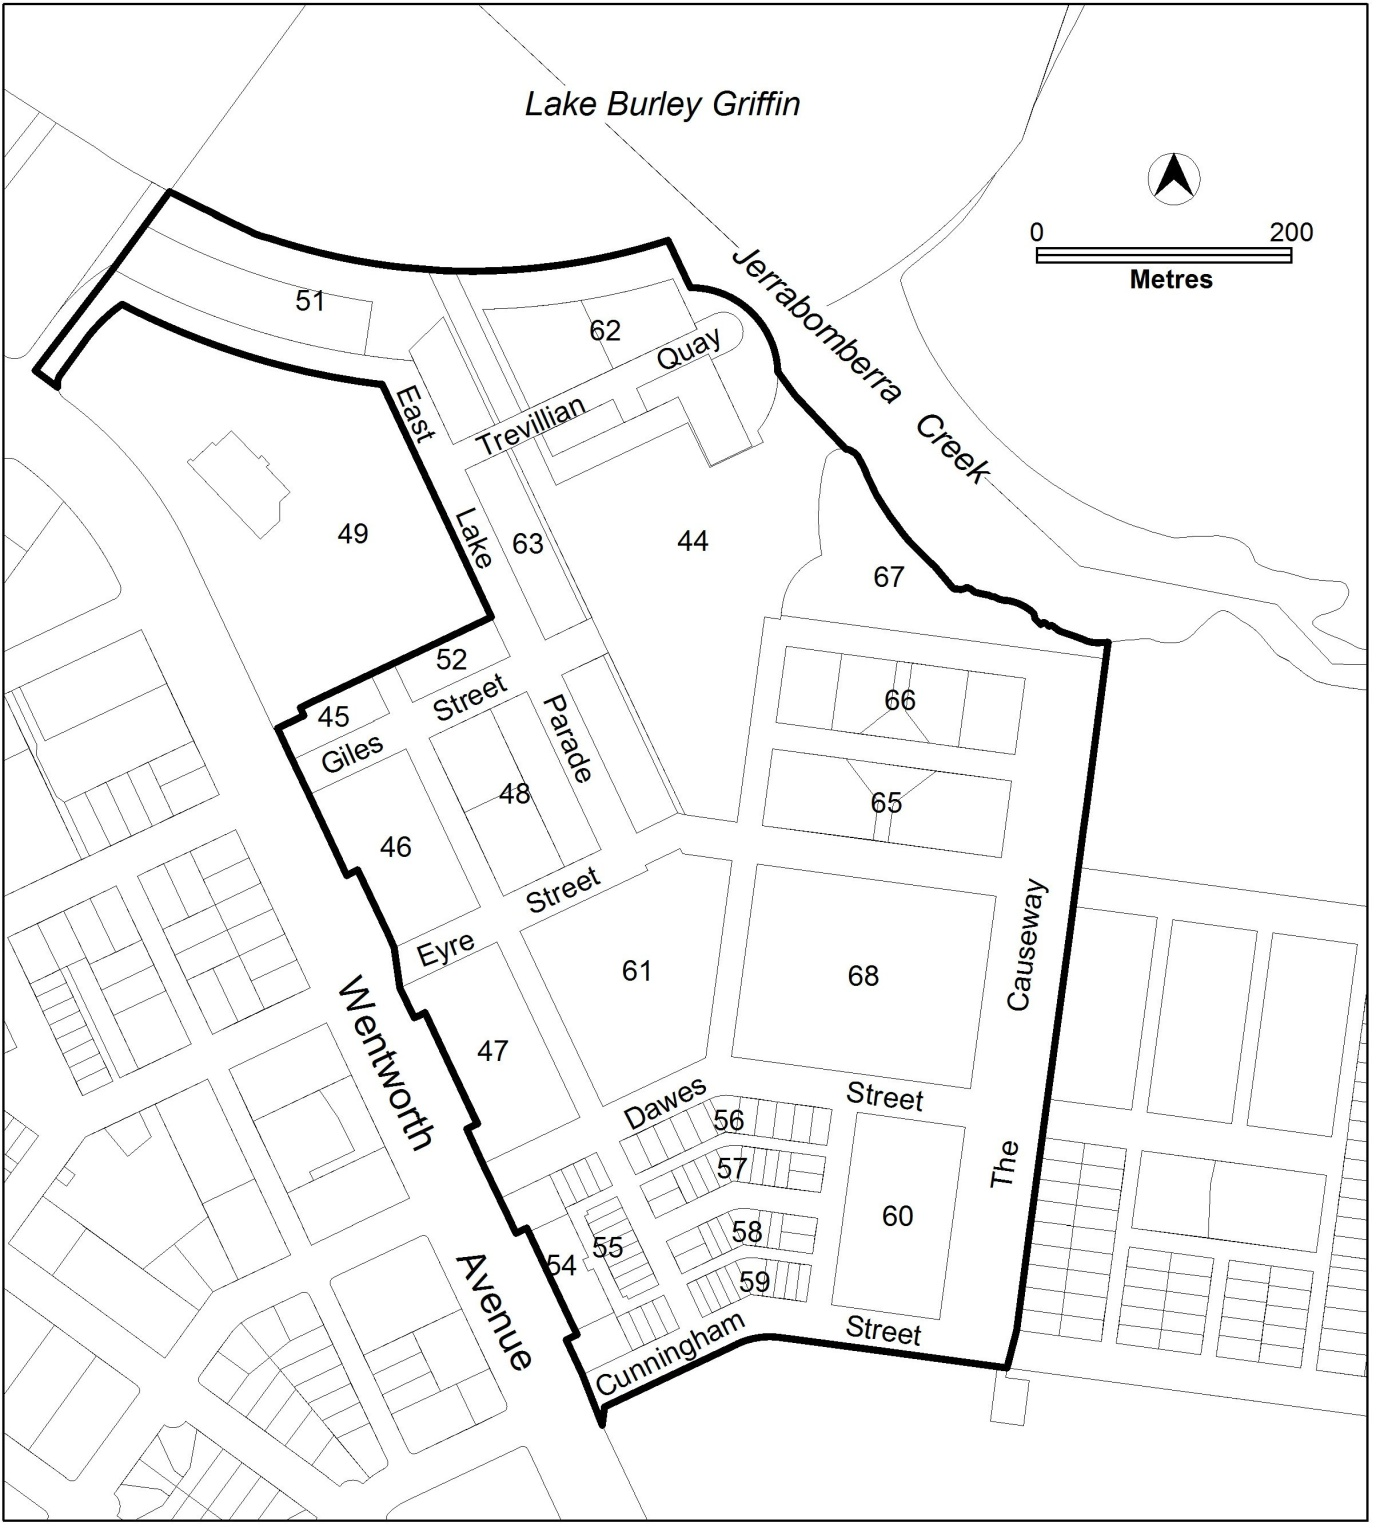 Lake Burley Griffin
0 200
Metres
Jerrabomberra Creek
51
62
Quay
Trevillian
East
Lake
Parade
49
63
44
67
52
45
Giles Street
66
48
65
46
Eyre Street
61
68
Causeway
The
47
Wentworth
Avenue
Dawes Street
56
57
58
59
55
54
60
Cunningham Street